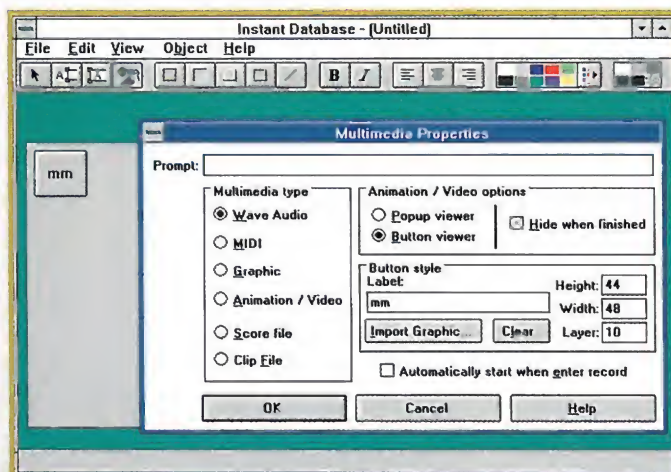 Instant Database - (Untitled)
File Edit View Object Help
A A B I
Multimedia Properties
mm
Prompt:
Multimedia type
Wave Audio
MIDI
Graphic
Animation / Video
Score file
Clip File
Animation / Video options
Popup viewer
Button viewer
Hide when finished
Button style
Label:
mm
Height: 44
Width: 48
Layer: 10
Import Graphic... Clear
Automatically start when enter record
OK Cancel Help